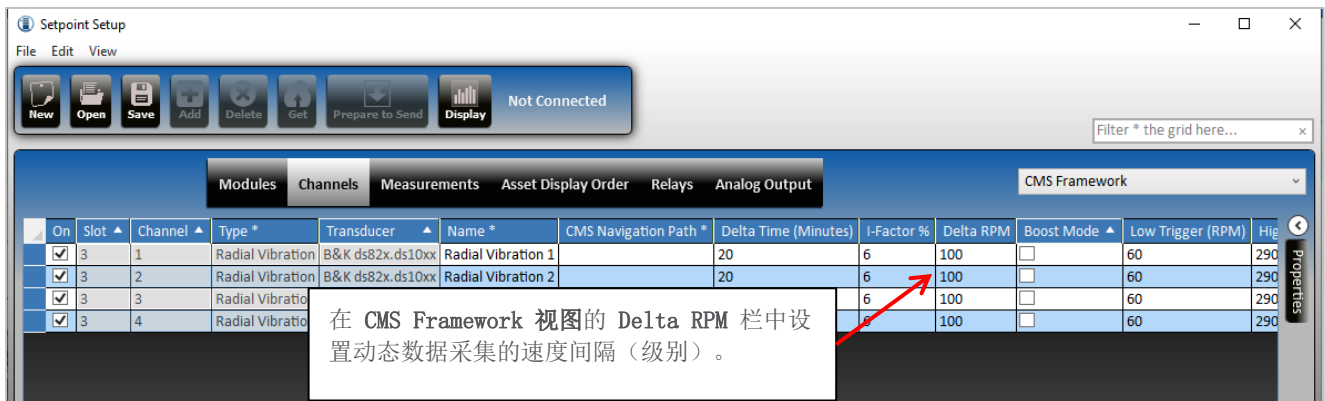 Setpoint Setup
File Edit View
New Open Save Add Delete Get Prepare to Send Display Not Connected
Filter * the grid here...
Modules Channels Measurements Asset Display Order Relays Analog Output CMS Framework
On Slot Channel Type * Transducer Name * CMS Navigation Path * Delta Time (Minutes) I-Factor % Delta RPM Boost Mode Low Trigger (RPM) Hig
3 1 Radial Vibration B&K ds82x.ds10xx Radial Vibration 1 20 6 100 60 290
3 2 Radial Vibration B&K ds82x.ds10xx Radial Vibration 2 20 6 100 60 290
3 3 Radial Vibratio 6 100 60 290
3 4 Radial Vibratio 6 100 60 290
Properties
在 CMS Framework 视图的 Delta RPM 栏中设
置动态数据采集的速度间隔（级别）。